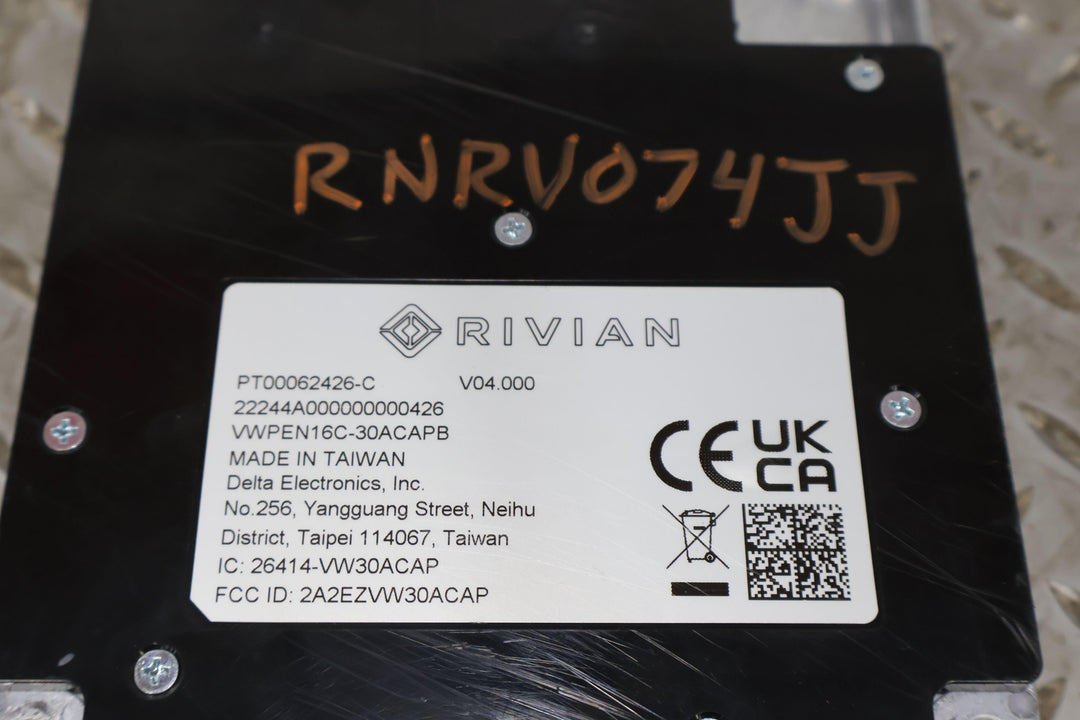 RNRV074JJ
RIVIAN
PT00062426-C V04.000
22244A000000000426
VWPEN16C-30ACAPB
MADE IN TAIWAN
Delta Electronics, Inc.
No.256, Yangguang Street, Neihu
District, Taipei 114067, Taiwan
IC: 26414-VW30ACAP
FCC ID: 2A2EZVW30ACAP
CE UK
CA